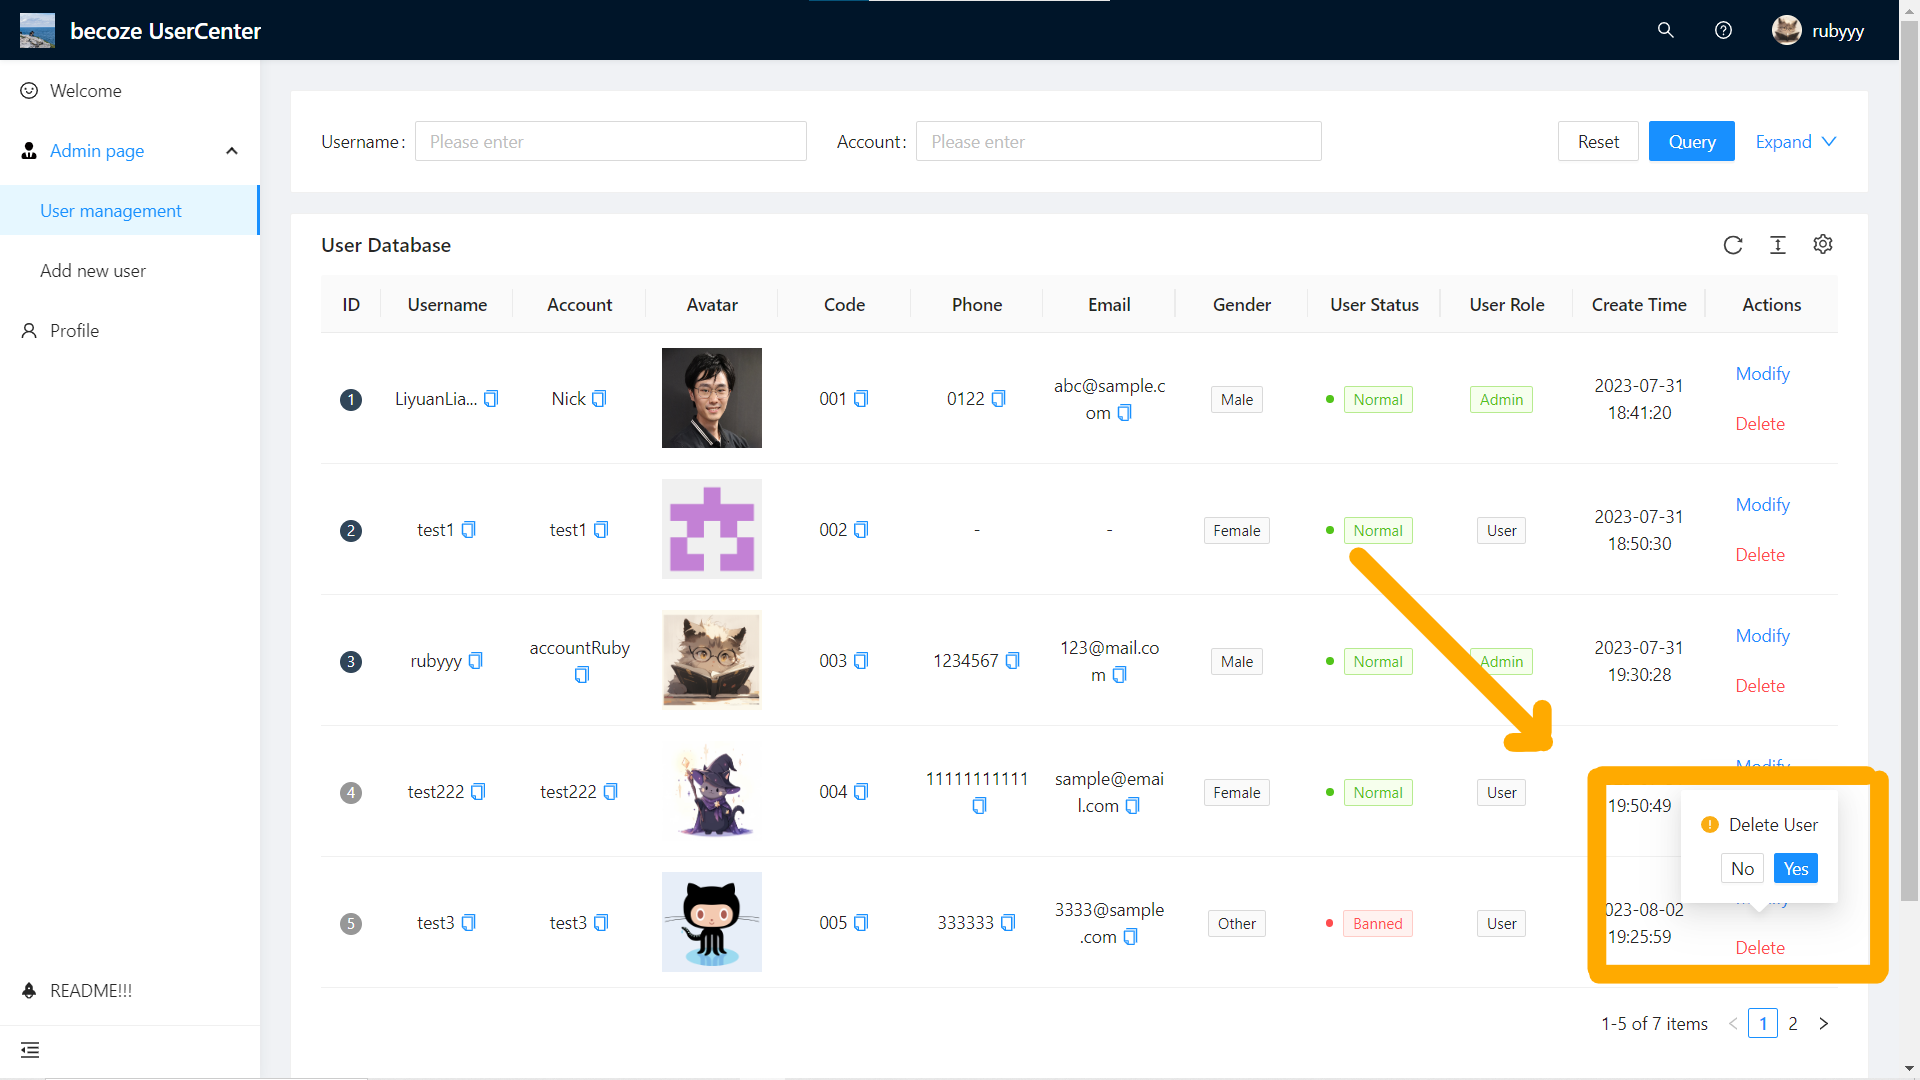 becoze UserCenter
rubyyy
Welcome
Admin page
User management
Add new user
Profile
README!!!
Username: Please enter
Account: Please enter
Reset
Query
Expand
User Database
ID Username Account Avatar Code Phone Email Gender User Status User Role Create Time Actions
1 LiyuanLia... Nick 001 0122 abc@sample.c
om
Male Normal Admin 2023-07-31
18:41:20
Modify
Delete
2 test1 test1 002 - - Female Normal User 2023-07-31
18:50:30
Modify
Delete
3 rubyyy accountRuby 003 1234567 123@mail.co
m
Male Normal Admin 2023-07-31
19:30:28
Modify
Delete
4 test222 test222 004 11111111111 sample@emai
l.com
Female Normal User
19:50:49
Modify
Delete User
No Yes
5 test3 test3 005 333333 3333@sample
.com
Other Banned User 023-08-02
19:25:59
Delete
1-5 of 7 items < 1 2 >